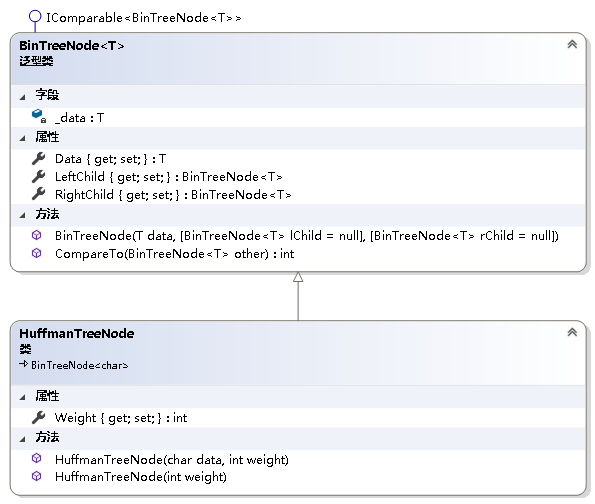 IComparable<BinTreeNode<T>>
BinTreeNode<T>
泛型类
字段
_data : T
属性
Data { get; set; } : T
LeftChild { get; set; } : BinTreeNode<T>
RightChild { get; set; } : BinTreeNode<T>
方法
BinTreeNode(T data, [BinTreeNode<T> lChild = null], [BinTreeNode<T> rChild = null])
CompareTo(BinTreeNode<T> other) : int
HuffmanTreeNode
类
BinTreeNode<char>
属性
Weight { get; set; } : int
方法
HuffmanTreeNode(char data, int weight)
HuffmanTreeNode(int weight)